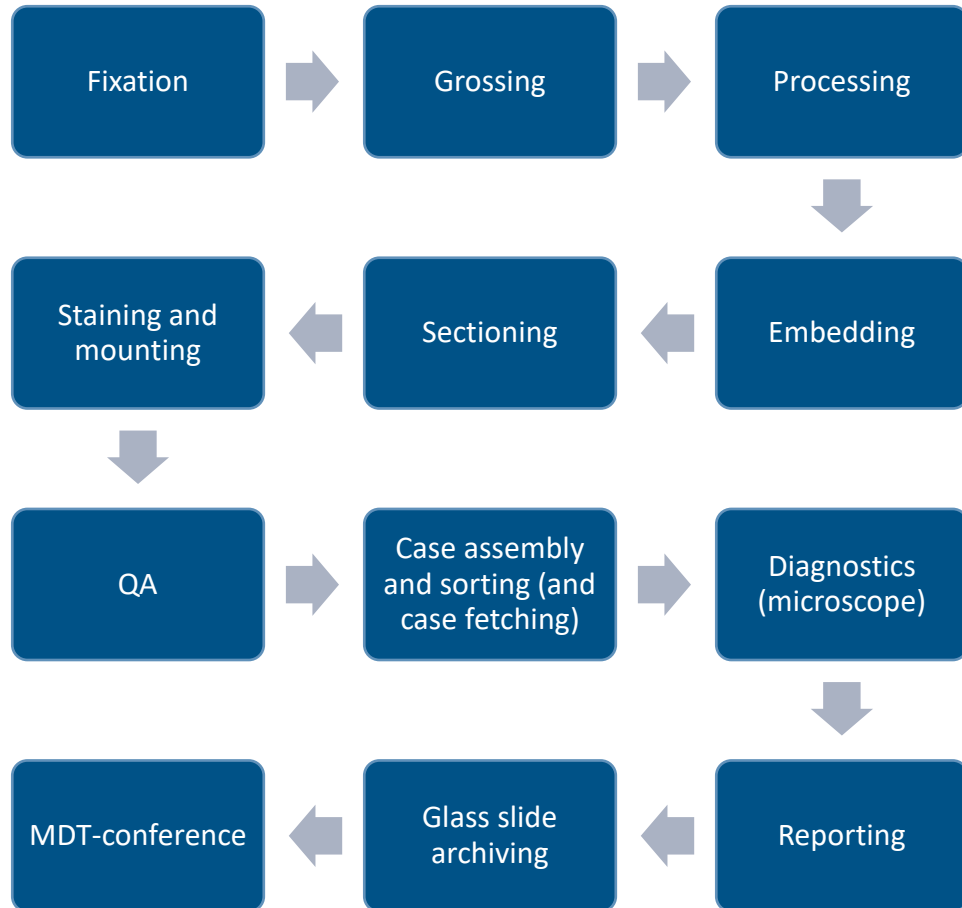 Fixation
Grossing
Processing
Embedding
Sectioning
Staining and
mounting
QA
Case assembly
and sorting (and
case fetching)
Diagnostics
(microscope)
Reporting
Glass slide
archiving
MDT-conference